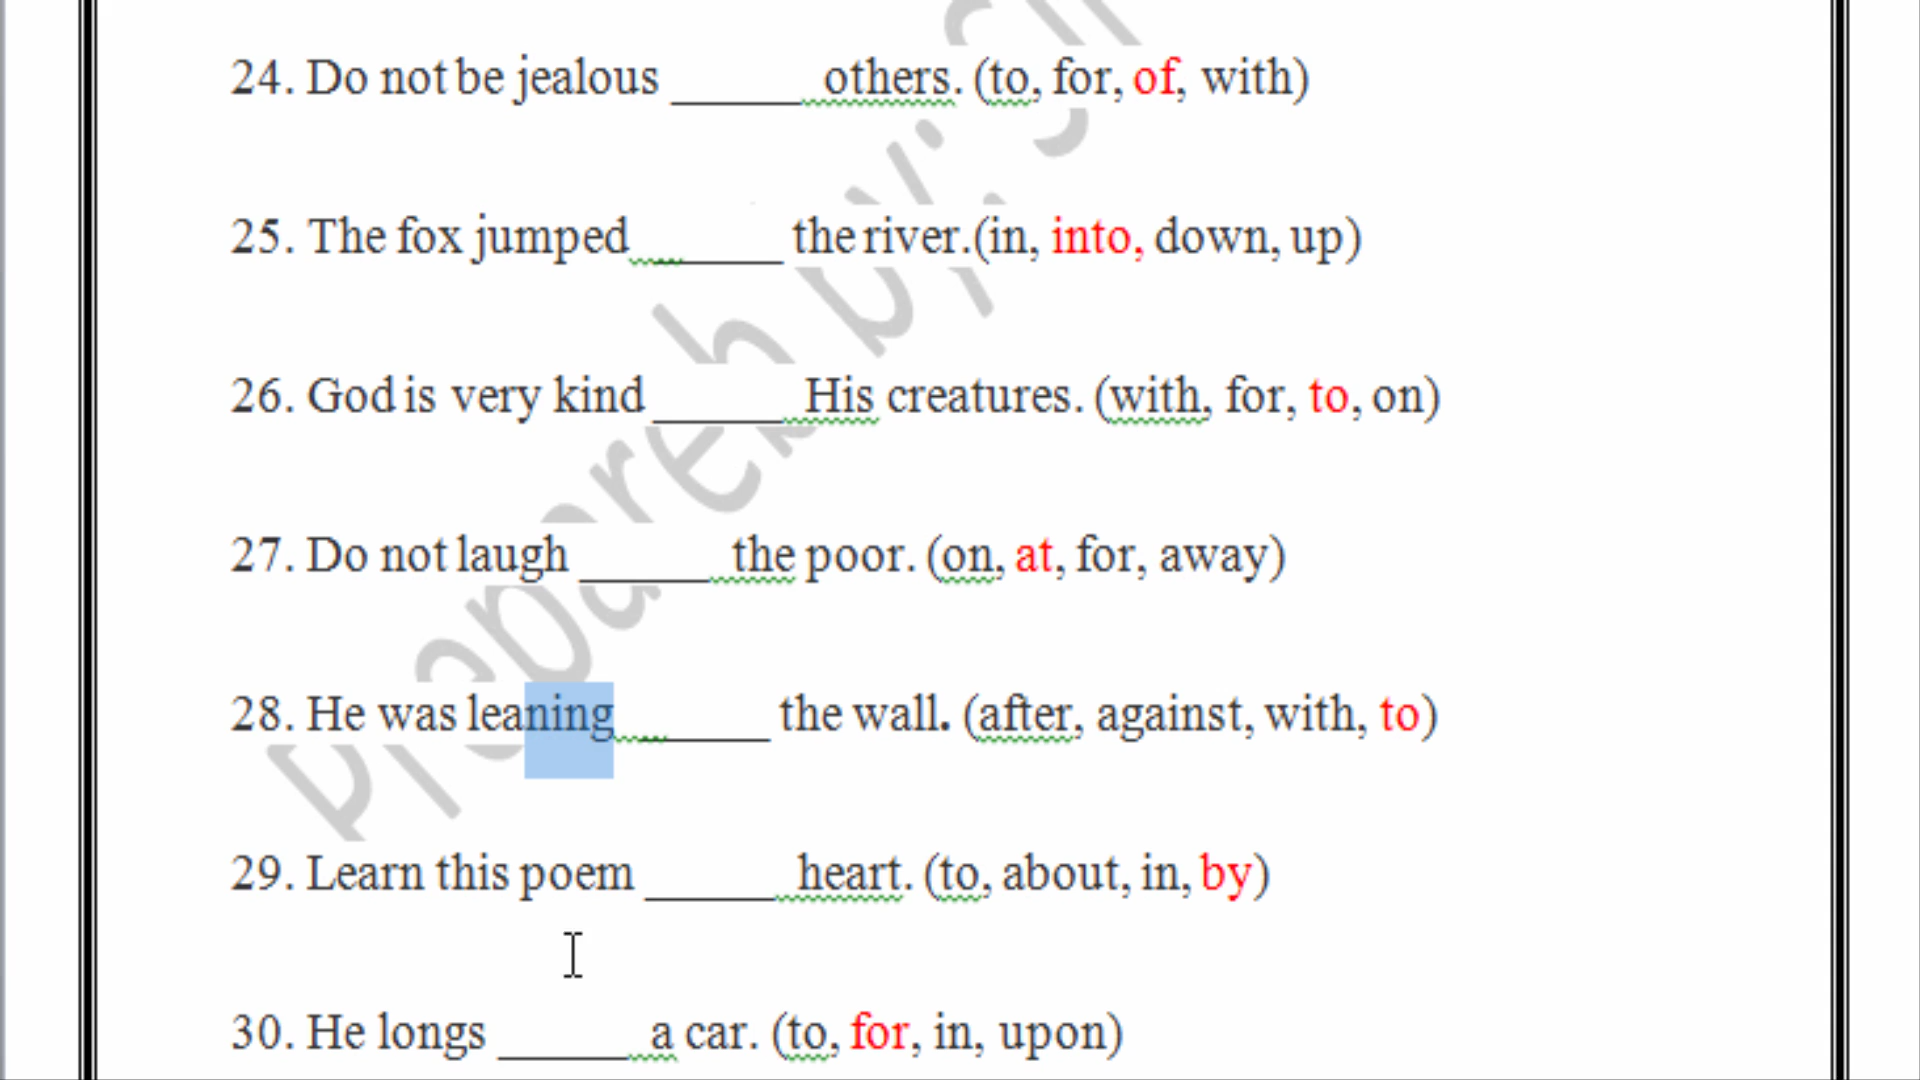 24. Do not be jealous ______ others. (to, for, of, with)
25. The fox jumped ______ the river.(in, into, down, up)
26. God is very kind ______ His creatures. (with, for, to, on)
27. Do not laugh ______ the poor. (on, at, for, away)
28. He was leaning ______ the wall. (after, against, with, to)
29. Learn this poem ______ heart. (to, about, in, by)
30. He longs ______ a car. (to, for, in, upon)